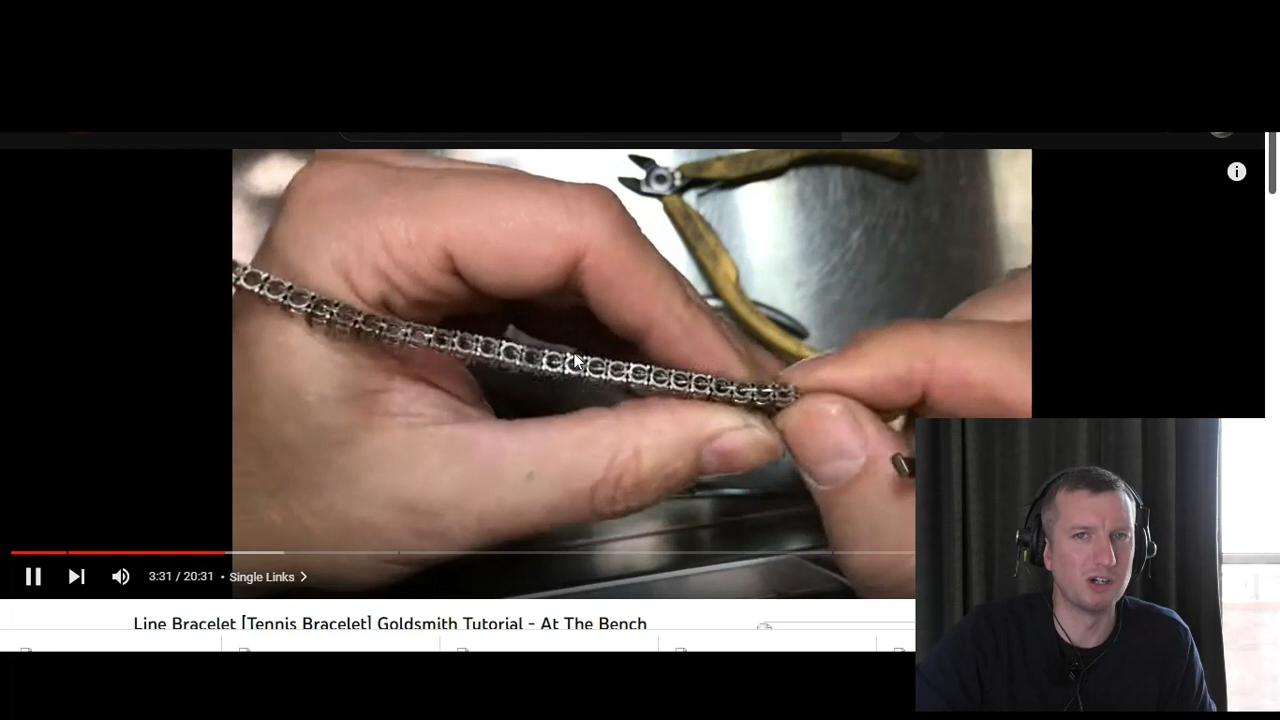 3:31 / 20:31 • Single Links >
Line Bracelet [Tennis Bracelet] Goldsmith Tutorial - At The Bench